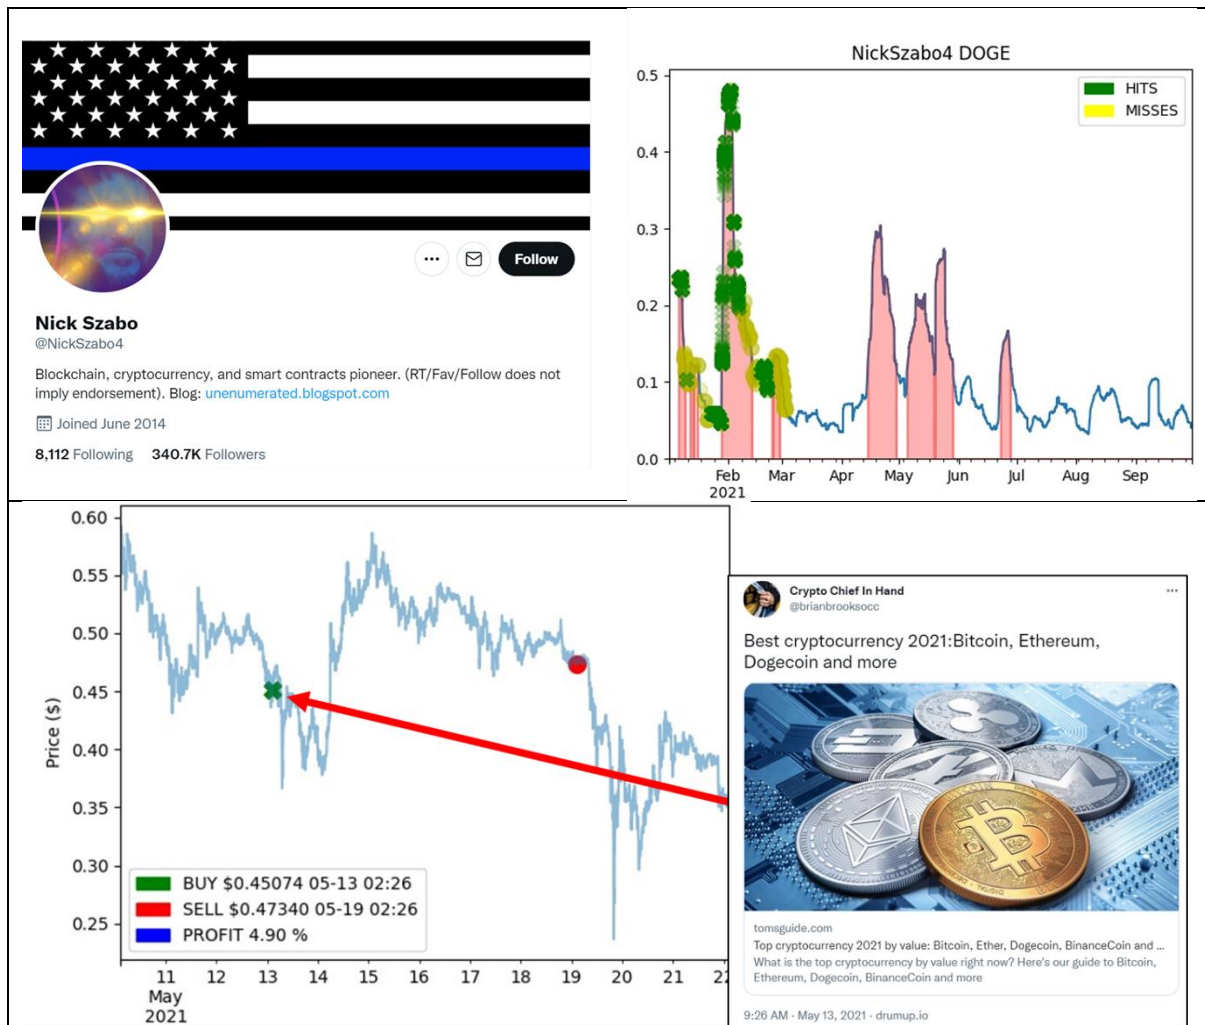 Nick Szabo
@NickSzabo4
Blockchain, cryptocurrency, and smart contracts pioneer. (RT/Fav/Follow does not
imply endorsement). Blog: unenumerated.blogspot.com
Joined June 2014
8,112 Following 340.7K Followers
Follow
NickSzabo4 DOGE
HITS
MISSES
0.5
0.4
0.3
0.2
0.1
0.0
Feb Mar Apr May Jun Jul Aug Sep
2021
0.60
0.55
0.50
0.45
0.40
0.35
0.30
0.25
Price ($)
BUY $0.45074 05-13 02:26
SELL $0.47340 05-19 02:26
PROFIT 4.90 %
11 12 13 14 15 16 17 18 19 20 21 22
May
2021
Crypto Chief In Hand
@brianbrooksocc
Best cryptocurrency 2021:Bitcoin, Ethereum,
Dogecoin and more
tomsguide.com
Top cryptocurrency 2021 by value: Bitcoin, Ether, Dogecoin, BinanceCoin and ...
What is the top cryptocurrency by value right now? Here's our guide to Bitcoin,
Ethereum, Dogecoin, BinanceCoin and more
9:26 AM · May 13, 2021 · drumup.io